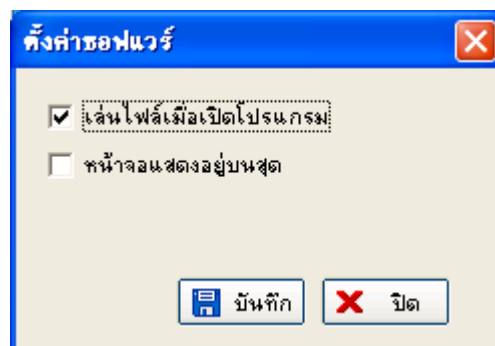 ตั้งค่าซอฟแวร์
เล่นไฟล์เมื่อเปิดโปรแกรม
หน้าจอแสดงอยู่บนสุด
บันทึก ปิด